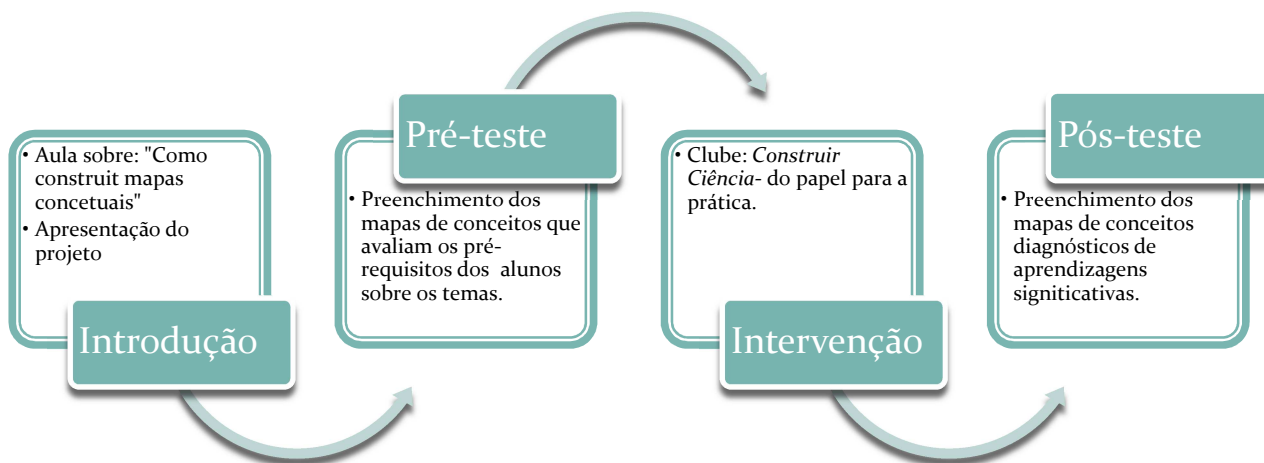 • Aula sobre: "Como
construit mapas
concetuais"
• Apresentação do
projeto
Introdução
Pré-teste
• Preenchimento dos
mapas de conceitos que
avaliam os pré-
requisitos dos alunos
sobre os temas.
• Clube: Construir
Ciência- do papel para a
prática.
Intervenção
Pós-teste
• Preenchimento dos
mapas de conceitos
diagnósticos de
aprendizagens
signiticativas.